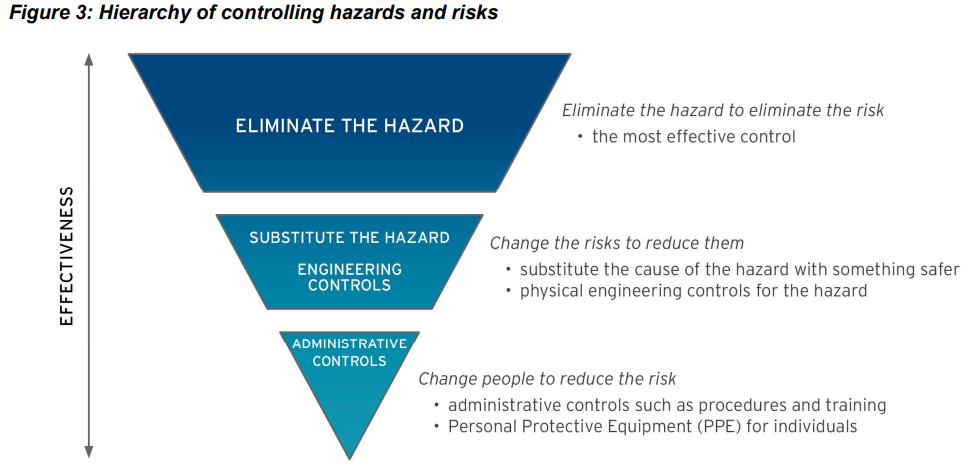 Figure 3: Hierarchy of controlling hazards and risks
EFFECTIVENESS
ELIMINATE THE HAZARD
Eliminate the hazard to eliminate the risk
• the most effective control
SUBSTITUTE THE HAZARD
ENGINEERING
CONTROLS
Change the risks to reduce them
• substitute the cause of the hazard with something safer
• physical engineering controls for the hazard
ADMINISTRATIVE
CONTROLS
Change people to reduce the risk
• administrative controls such as procedures and training
• Personal Protective Equipment (PPE) for individuals